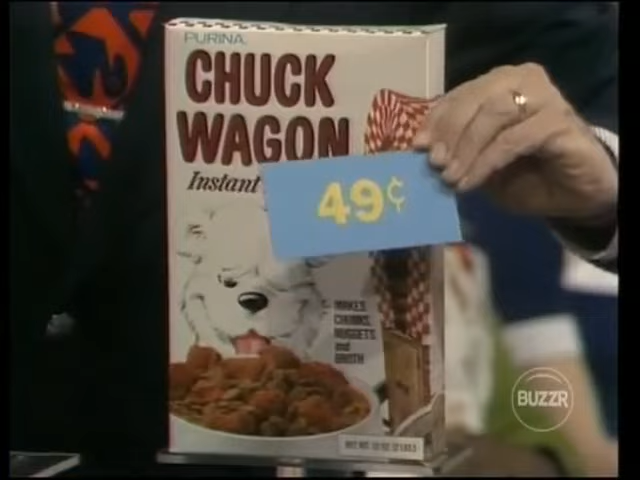 PURINA.
CHUCK
WAGON
Instant
49¢
MAKES
CHUNKS,
NUGGETS
and
BROTH
BUZZR